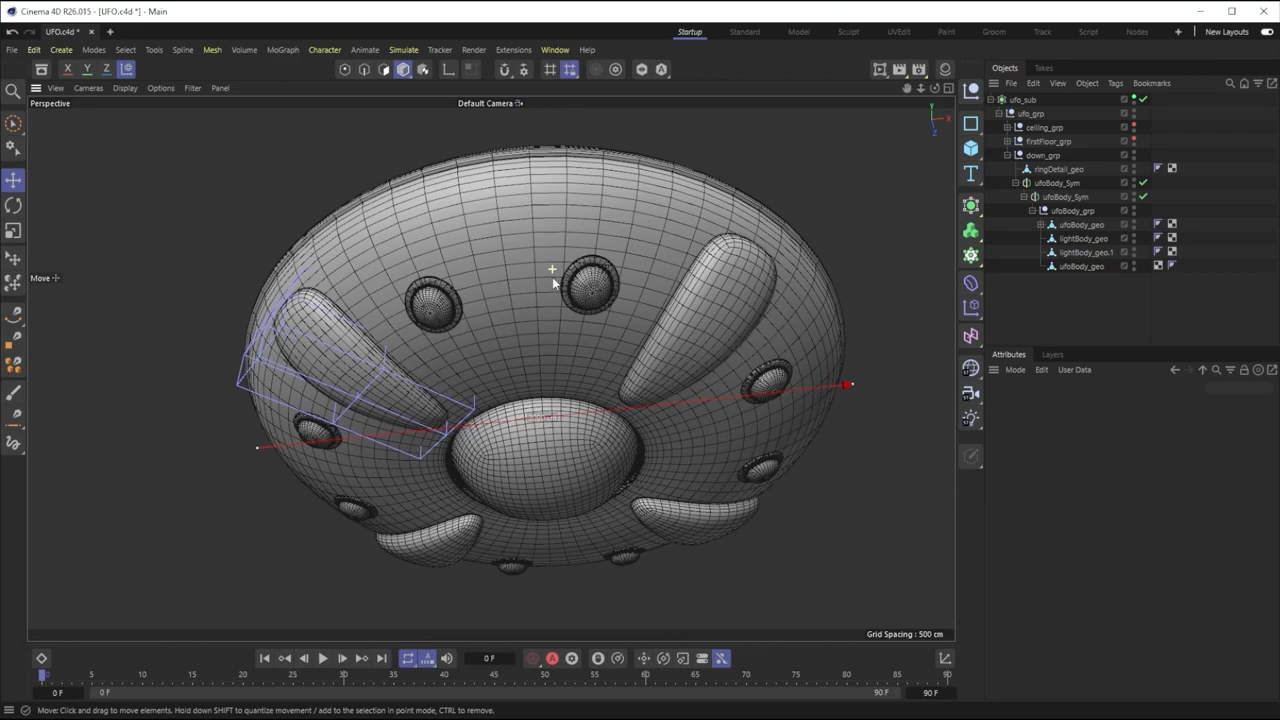 Cinema 4D R26.015 - [UFO.c4d *] - Main
UFO.c4d *
Startup Standard Model Sculpt UVEdit Paint Groom Track Script Nodes New Layouts
File Edit Create Modes Select Tools Spline Mesh Volume MoGraph Character Animate Simulate Tracker Render Extensions Window Help
X Y Z
Objects Takes
View Cameras Display Options Filter Panel
File Edit View Object Tags Bookmarks
Perspective
Default Camera
Y
X
Z
ufo_sub
ufo_grp
ceiling_grp
firstFloor_grp
down_grp
ringDetail_geo
ufoBody_Sym
ufoBody_Sym
ufoBody_grp
ufoBody_geo
lightBody_geo
lightBody_geo.1
ufoBody_geo
Move
Attributes Layers
Mode Edit User Data
Grid Spacing : 500 cm
0 F
0 5 10 15 20 25 30 35 40 45 50 55 60 65 70 75 80 85 90
0 F 0 F 90 F 90 F
Move: Click and drag to move elements. Hold down SHIFT to quantize movement / add to the selection in point mode, CTRL to remove.